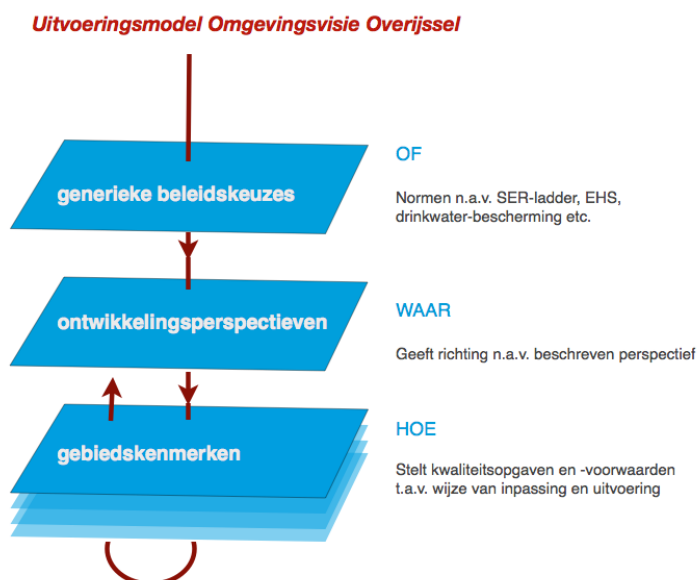 Uitvoeringsmodel Omgevingsvisie Overijssel
generieke beleidskeuzes
OF
Normen n.a.v. SER-ladder, EHS,
drinkwater-bescherming etc.
ontwikkelingsperspectieven
WAAR
Geeft richting n.a.v. beschreven perspectief
gebiedskenmerken
HOE
Stelt kwaliteitsopgaven en -voorwaarden
t.a.v. wijze van inpassing en uitvoering